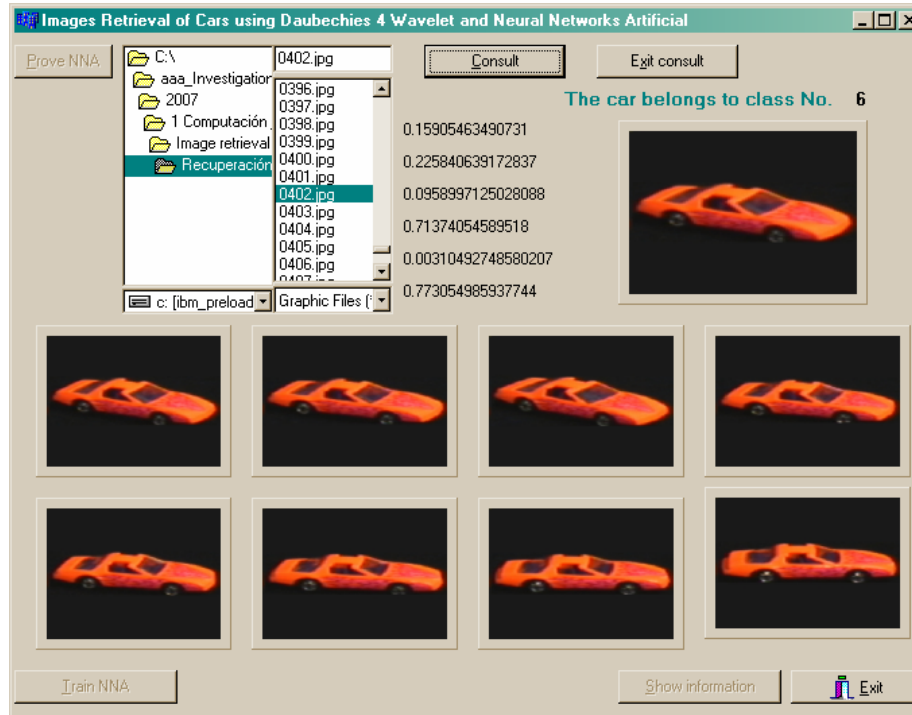 Images Retrieval of Cars using Daubechies 4 Wavelet and Neural Networks Artificial
Prove NNA
C:\
aaa_Investigation
2007
1 Computación
Image retrieval
Recuperación
c: [ibm_preload
0402.jpg
0396.jpg
0397.jpg
0398.jpg
0399.jpg
0400.jpg
0401.jpg
0402.jpg
0403.jpg
0404.jpg
0405.jpg
0406.jpg
0407.jpg
Graphic Files (*
Consult
Exit consult
The car belongs to class No. 6
0.15905463490731
0.225840639172837
0.0958997125028088
0.71374054589518
0.00310492748580207
0.773054985937744
Train NNA
Show information
Exit